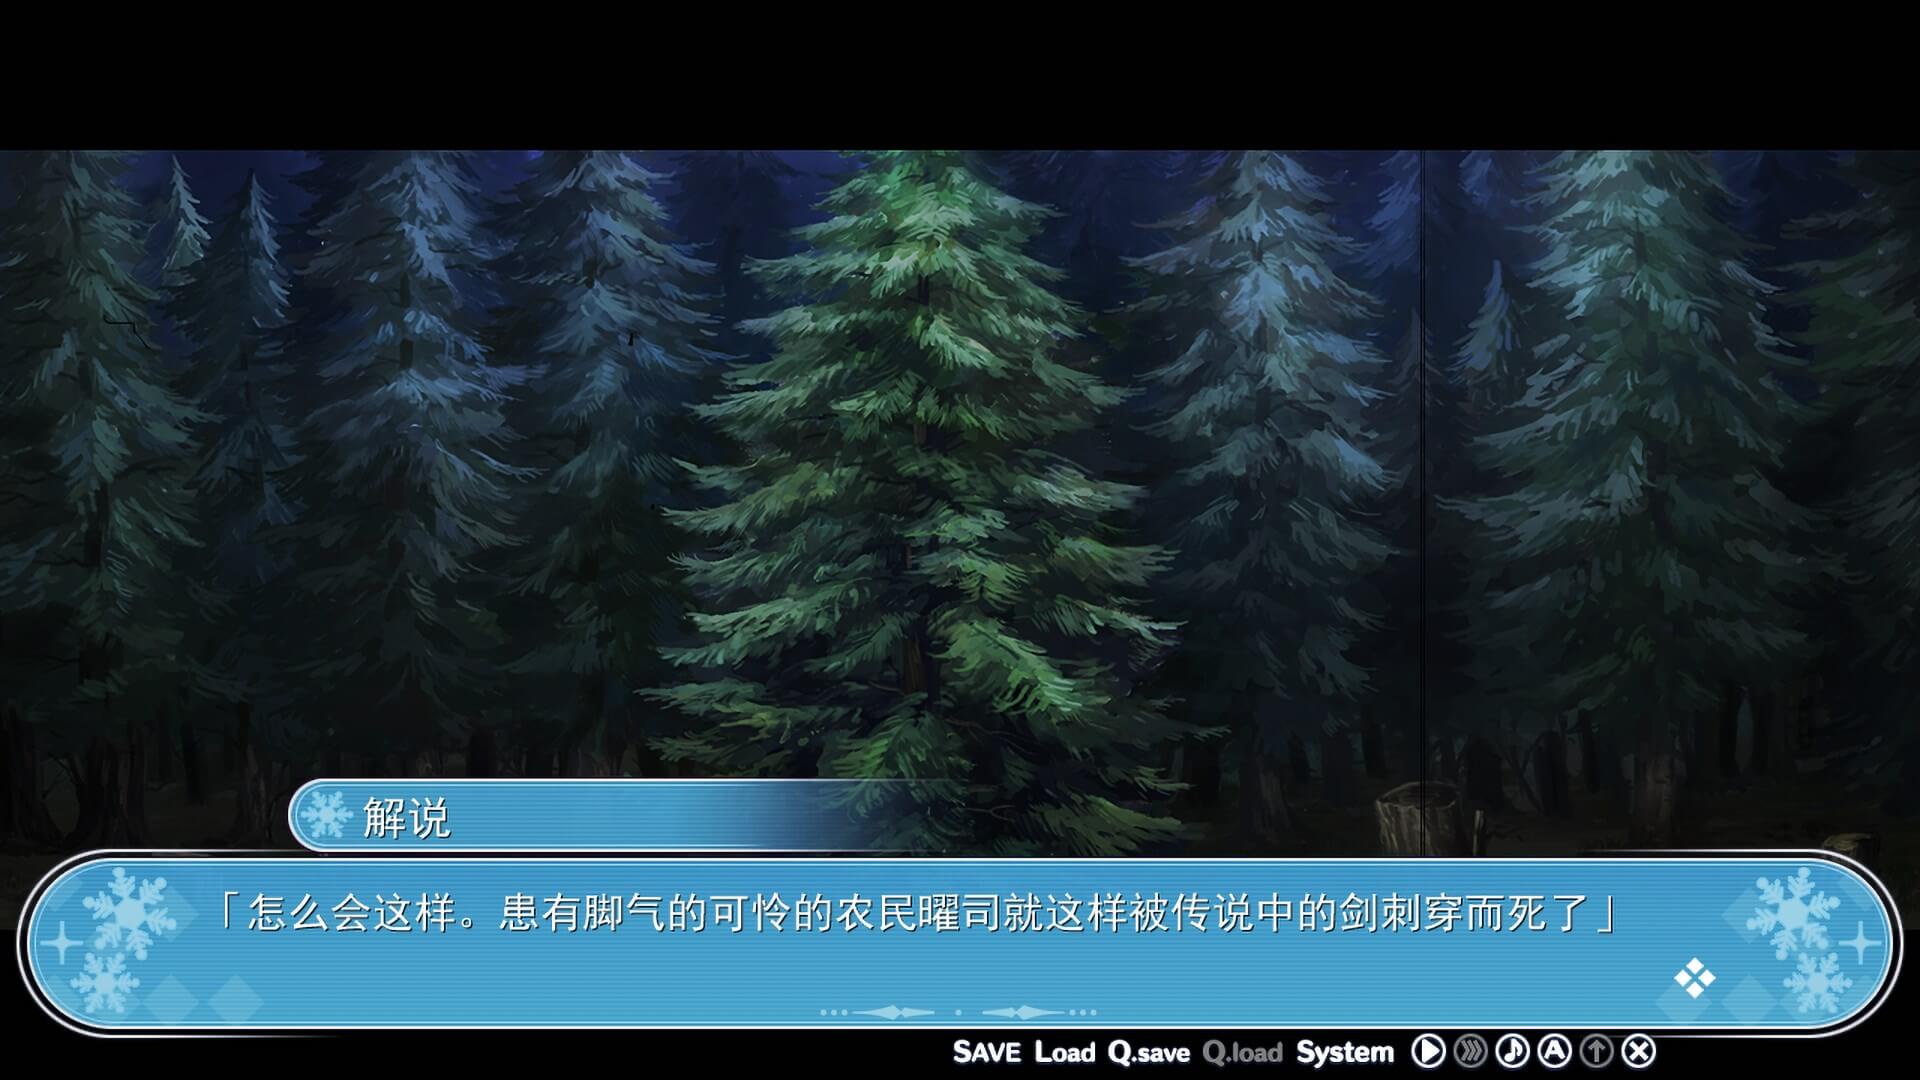 解说
「怎么会这样。患有脚气的可怜的农民曜司就这样被传说中的剑刺穿而死了」
SAVE Load Q.save Q.load System A